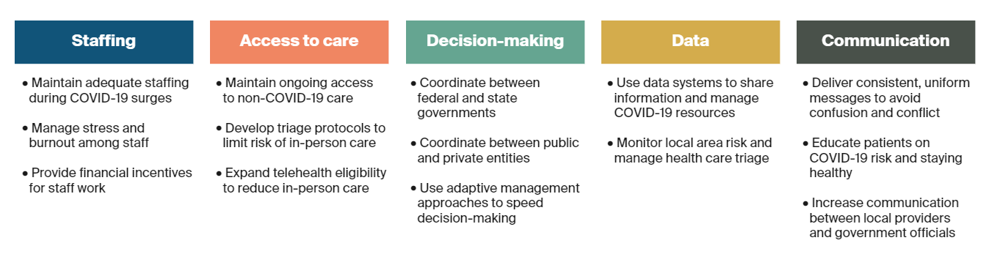 Staffing
• Maintain adequate staffing
during COVID-19 surges
• Manage stress and
burnout among staff
• Provide financial incentives
for staff work
Access to care
• Maintain ongoing access
to non-COVID-19 care
• Develop triage protocols to
limit risk of in-person care
• Expand telehealth eligibility
to reduce in-person care
Decision-making
• Coordinate between
federal and state
governments
• Coordinate between public
and private entities
• Use adaptive management
approaches to speed
decision-making
Data
• Use data systems to share
information and manage
COVID-19 resources
• Monitor local area risk and
manage health care triage
Communication
• Deliver consistent, uniform
messages to avoid
confusion and conflict
• Educate patients on
COVID-19 risk and staying
healthy
• Increase communication
between local providers
and government officials